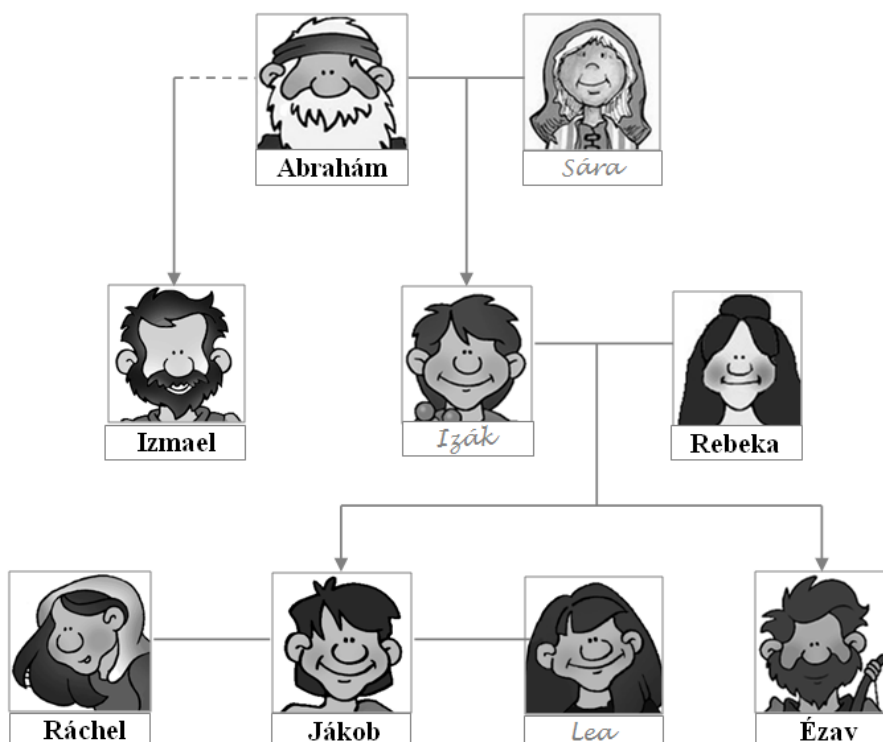 Abrahám
Sára
Izmael
Izák
Rebeka
Ráchel
Jákob
Lea
Ézav